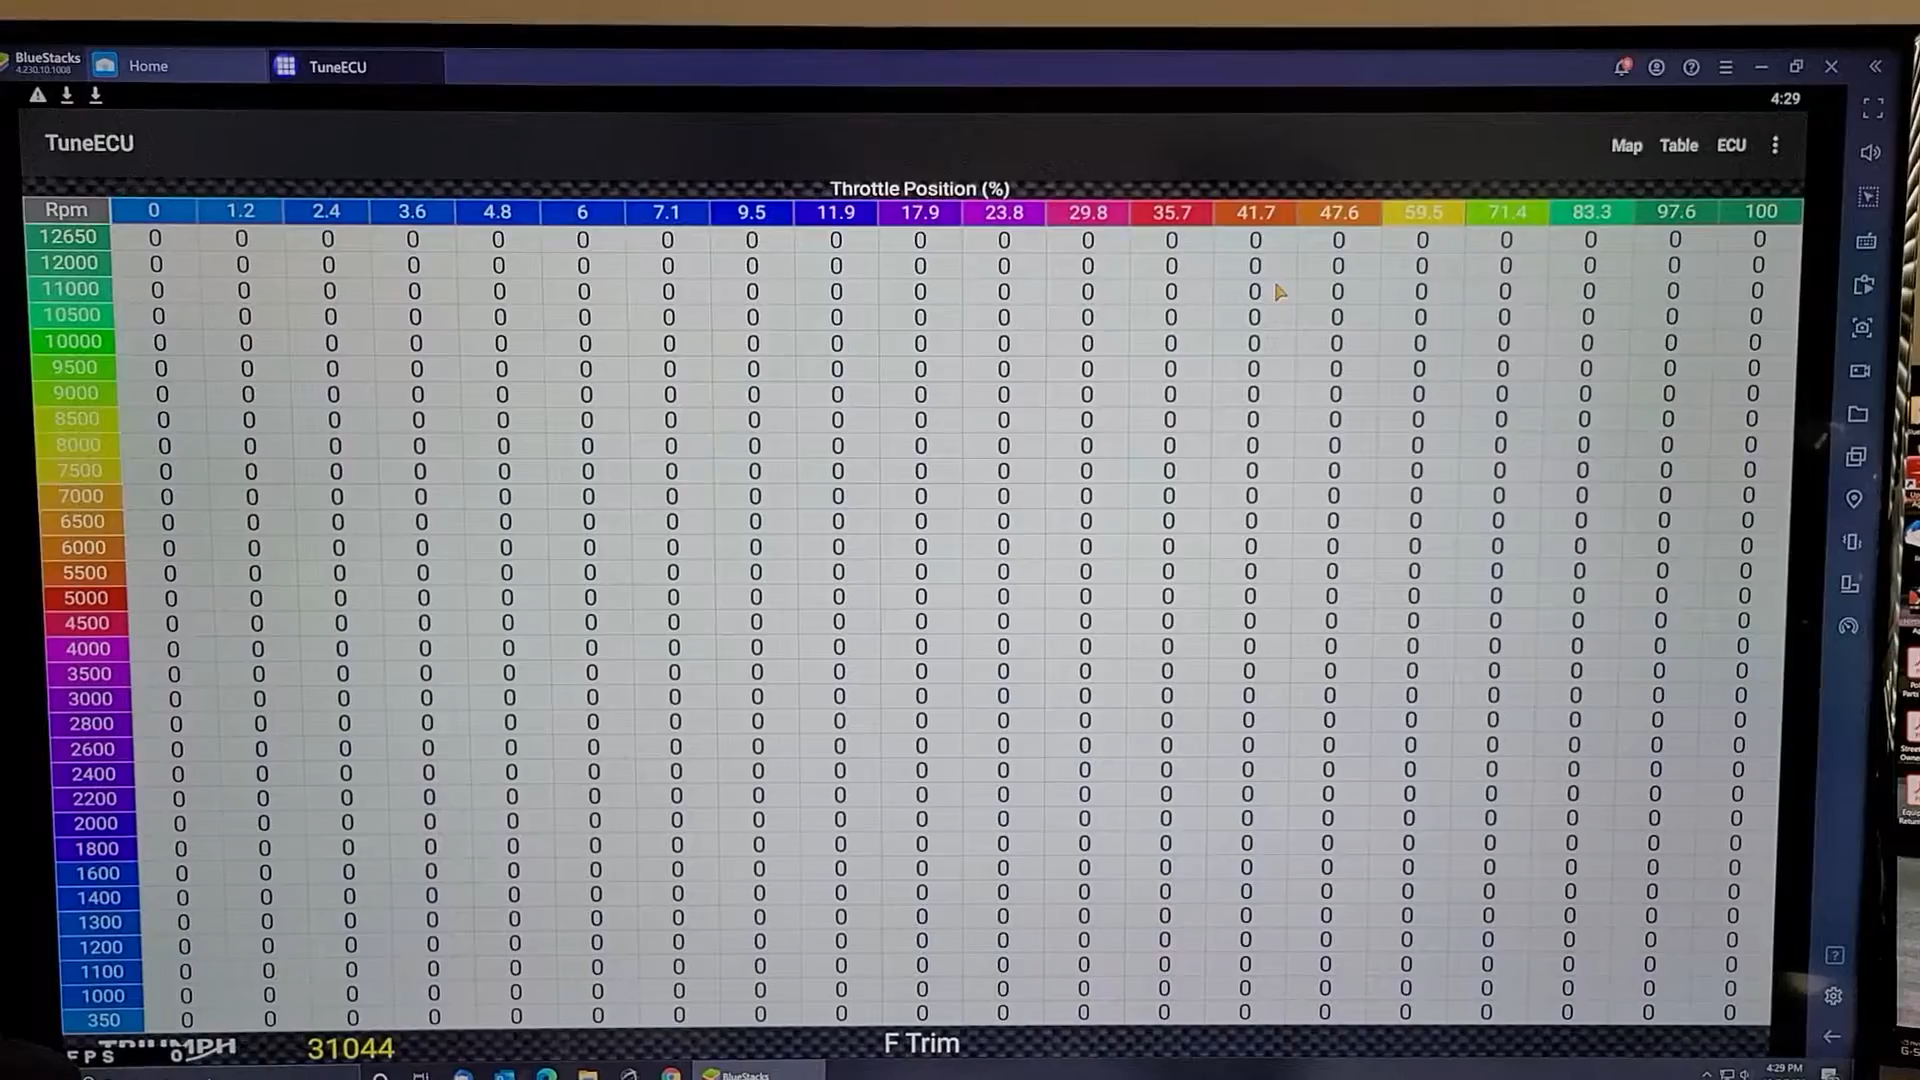 BlueStacks Home TuneECU
4.230.10.1008
4:29
TuneECU Map Table ECU
Throttle Position (%)
Rpm 0 1.2 2.4 3.6 4.8 6 7.1 9.5 11.9 17.9 23.8 29.8 35.7 41.7 47.6 59.5 71.4 83.3 97.6 100
12650 0 0 0 0 0 0 0 0 0 0 0 0 0 0 0 0 0 0 0 0
12000 0 0 0 0 0 0 0 0 0 0 0 0 0 0 0 0 0 0 0 0
11000 0 0 0 0 0 0 0 0 0 0 0 0 0 0 0 0 0 0 0 0
10500 0 0 0 0 0 0 0 0 0 0 0 0 0 0 0 0 0 0 0 0
10000 0 0 0 0 0 0 0 0 0 0 0 0 0 0 0 0 0 0 0 0
9500 0 0 0 0 0 0 0 0 0 0 0 0 0 0 0 0 0 0 0 0
9000 0 0 0 0 0 0 0 0 0 0 0 0 0 0 0 0 0 0 0 0
8500 0 0 0 0 0 0 0 0 0 0 0 0 0 0 0 0 0 0 0 0
8000 0 0 0 0 0 0 0 0 0 0 0 0 0 0 0 0 0 0 0 0
7500 0 0 0 0 0 0 0 0 0 0 0 0 0 0 0 0 0 0 0 0
7000 0 0 0 0 0 0 0 0 0 0 0 0 0 0 0 0 0 0 0 0
6500 0 0 0 0 0 0 0 0 0 0 0 0 0 0 0 0 0 0 0 0
6000 0 0 0 0 0 0 0 0 0 0 0 0 0 0 0 0 0 0 0 0
5500 0 0 0 0 0 0 0 0 0 0 0 0 0 0 0 0 0 0 0 0
5000 0 0 0 0 0 0 0 0 0 0 0 0 0 0 0 0 0 0 0 0
4500 0 0 0 0 0 0 0 0 0 0 0 0 0 0 0 0 0 0 0 0
4000 0 0 0 0 0 0 0 0 0 0 0 0 0 0 0 0 0 0 0 0
3500 0 0 0 0 0 0 0 0 0 0 0 0 0 0 0 0 0 0 0 0
3000 0 0 0 0 0 0 0 0 0 0 0 0 0 0 0 0 0 0 0 0
2800 0 0 0 0 0 0 0 0 0 0 0 0 0 0 0 0 0 0 0 0
2600 0 0 0 0 0 0 0 0 0 0 0 0 0 0 0 0 0 0 0 0
2400 0 0 0 0 0 0 0 0 0 0 0 0 0 0 0 0 0 0 0 0
2200 0 0 0 0 0 0 0 0 0 0 0 0 0 0 0 0 0 0 0 0
2000 0 0 0 0 0 0 0 0 0 0 0 0 0 0 0 0 0 0 0 0
1800 0 0 0 0 0 0 0 0 0 0 0 0 0 0 0 0 0 0 0 0
1600 0 0 0 0 0 0 0 0 0 0 0 0 0 0 0 0 0 0 0 0
1400 0 0 0 0 0 0 0 0 0 0 0 0 0 0 0 0 0 0 0 0
1300 0 0 0 0 0 0 0 0 0 0 0 0 0 0 0 0 0 0 0 0
1200 0 0 0 0 0 0 0 0 0 0 0 0 0 0 0 0 0 0 0 0
1100 0 0 0 0 0 0 0 0 0 0 0 0 0 0 0 0 0 0 0 0
1000 0 0 0 0 0 0 0 0 0 0 0 0 0 0 0 0 0 0 0 0
350 0 0 0 0 0 0 0 0 0 0 0 0 0 0 0 0 0 0 0 0
TRIUMPH 31044 F Trim
FPS 0
BlueStacks 4:29 PM